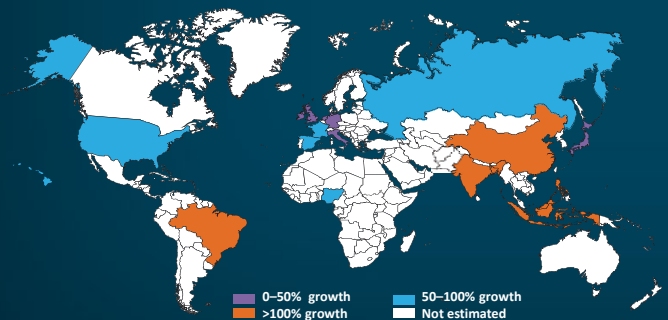 0–50% growth
50–100% growth
>100% growth
Not estimated